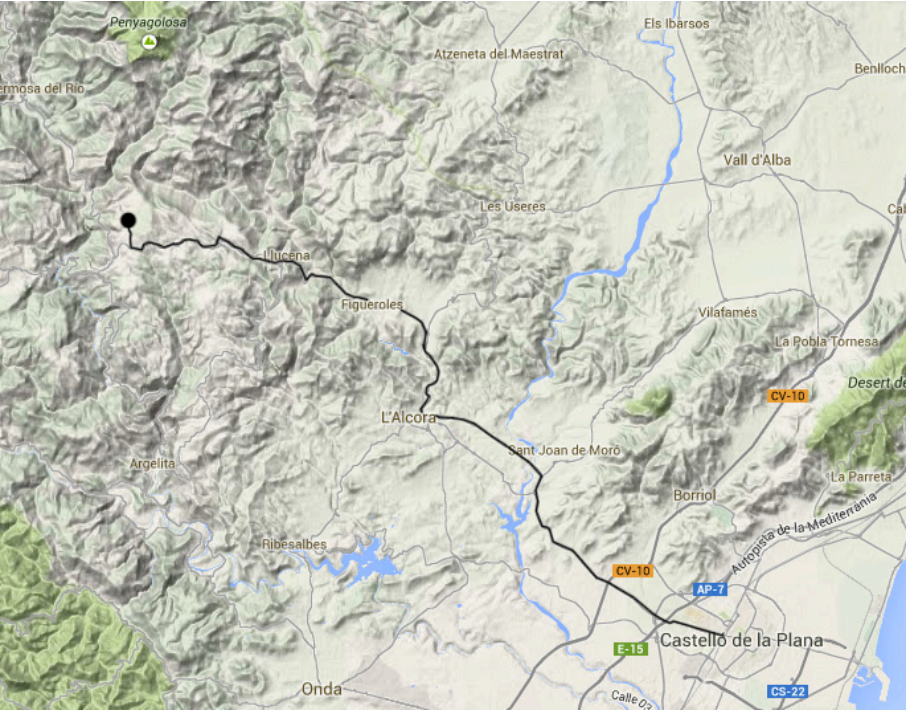 Penyagolosa
Els Ibarsos
Atzeneta del Maestrat
Benlloch
ermosa del Río
Vall d'Alba
Les Useres
Cab
Llucena
Figueroles
Vilafamés
La Pobla Tornesa
Desert de
CV-10
L'Alcora
Sant Joan de Moró
Argelita
La Parreta
Borriol
Autopista de la Mediterrània
Ribesalbes
CV-10
AP-7
Castelló de la Plana
E-15
Onda
Calle 03
CS-22